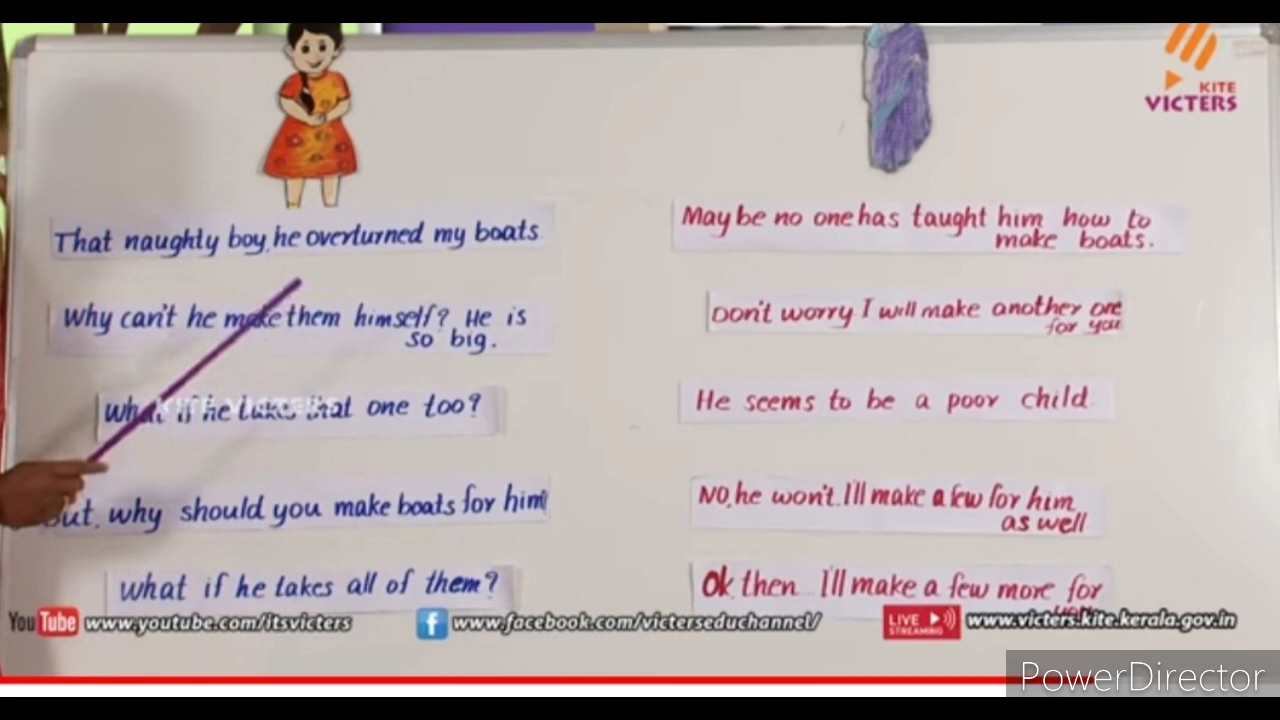 KITE
VICTERS
That naughty boy, he overturned my boats.
Why can't he make them himself? He is
so big.
What if he takes that one too?
But, why should you make boats for him
What if he takes all of them?
May be no one has taught him how to
make boats.
Don't worry. I will make another one
for you
He seems to be a poor child.
No, he won't. I'll make a few for him
as well
Ok, then... I'll make a few more for
KITE VICTERS
YouTube www.youtube.com/itsvicters
f www.facebook.com/victerseduchannel/
LIVE
STREAMING
www.victers.kite.kerala.gov.in
PowerDirector